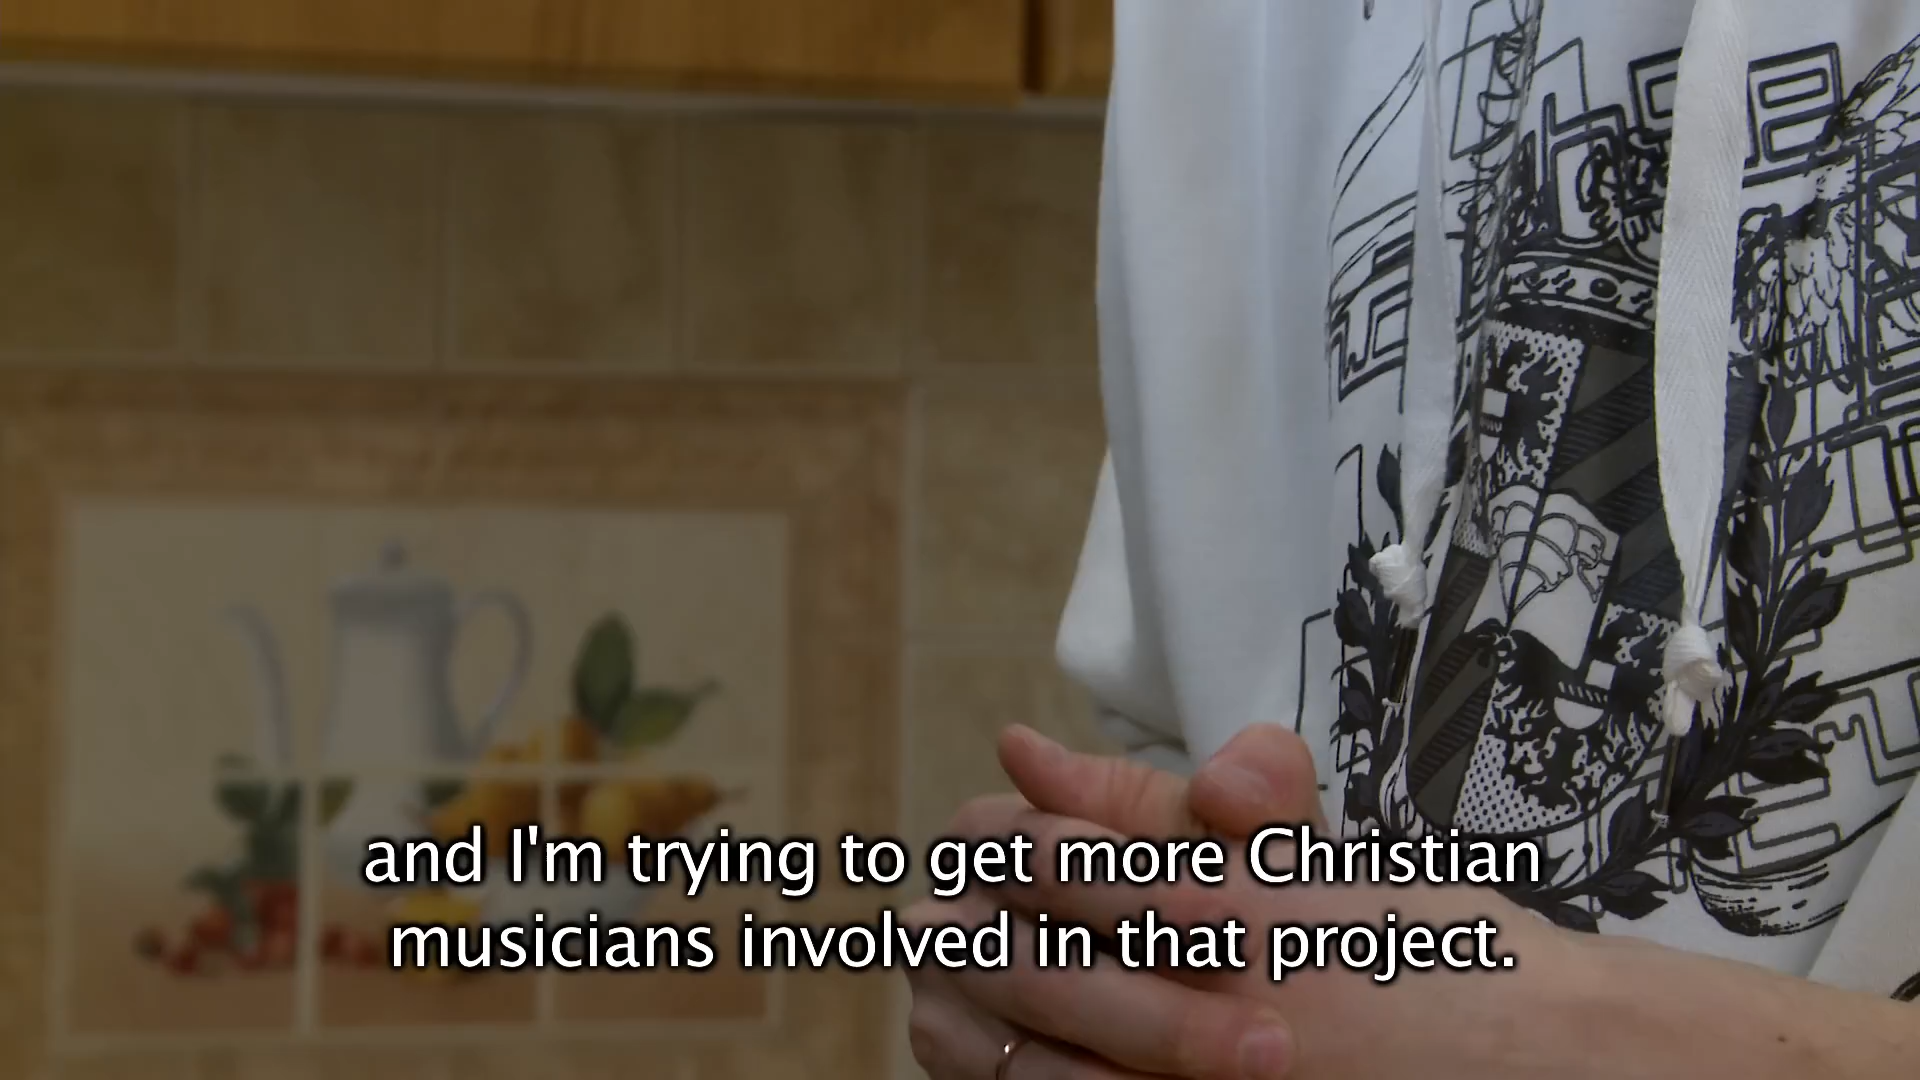 and I'm trying to get more Christian
musicians involved in that project.